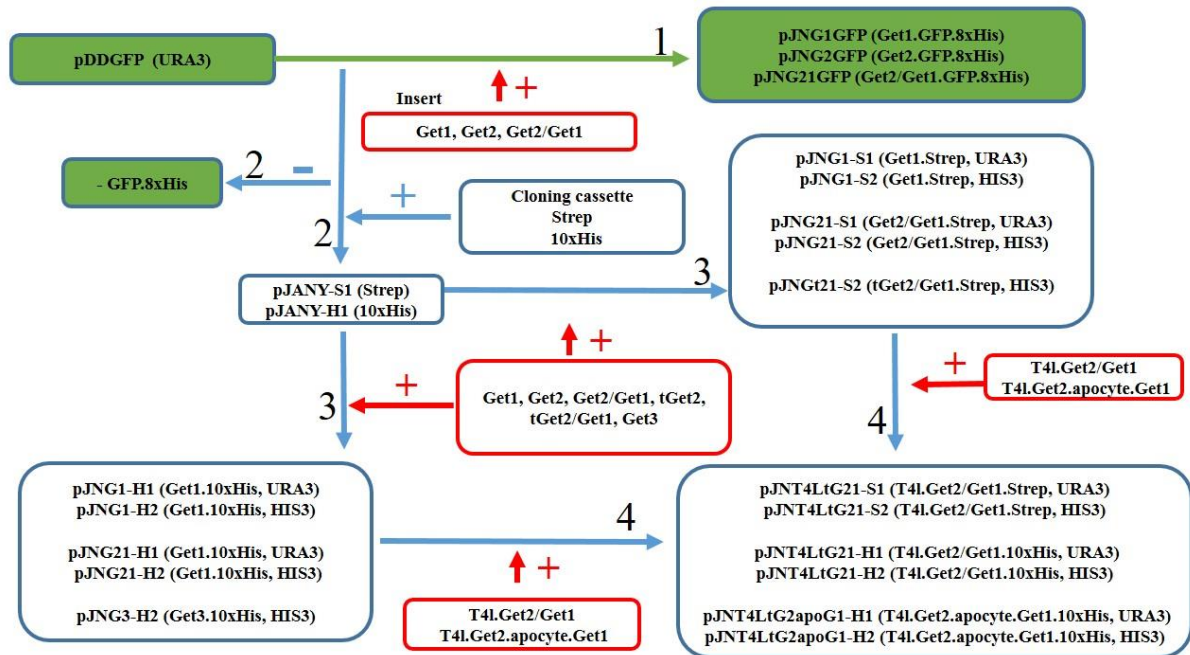 pDDGFP (URA3)
1
pJNG1GFP (Get1.GFP.8xHis)
pJNG2GFP (Get2.GFP.8xHis)
pJNG21GFP (Get2/Get1.GFP.8xHis)
Insert
+
Get1, Get2, Get2/Get1
- GFP.8xHis
2
-
+
Cloning cassette
Strep
10xHis
2
pJNG1-S1 (Get1.Strep, URA3)
pJNG1-S2 (Get1.Strep, HIS3)
pJNG21-S1 (Get2/Get1.Strep, URA3)
pJNG21-S2 (Get2/Get1.Strep, HIS3)
pJNGt21-S2 (tGet2/Get1.Strep, HIS3)
pJANY-S1 (Strep)
pJANY-H1 (10xHis)
3
+
3
+
Get1, Get2, Get2/Get1, tGet2,
tGet2/Get1, Get3
+
T4l.Get2/Get1
T4l.Get2.apocyte.Get1
4
pJNG1-H1 (Get1.10xHis, URA3)
pJNG1-H2 (Get1.10xHis, HIS3)
pJNG21-H1 (Get1.10xHis, URA3)
pJNG21-H2 (Get1.10xHis, HIS3)
pJNG3-H2 (Get3.10xHis, HIS3)
4
+
T4l.Get2/Get1
T4l.Get2.apocyte.Get1
pJNT4LtG21-S1 (T4l.Get2/Get1.Strep, URA3)
pJNT4LtG21-S2 (T4l.Get2/Get1.Strep, HIS3)
pJNT4LtG21-H1 (T4l.Get2/Get1.10xHis, URA3)
pJNT4LtG21-H2 (T4l.Get2/Get1.10xHis, HIS3)
pJNT4LtG2apoG1-H1 (T4l.Get2.apocyte.Get1.10xHis, URA3)
pJNT4LtG2apoG1-H2 (T4l.Get2.apocyte.Get1.10xHis, HIS3)